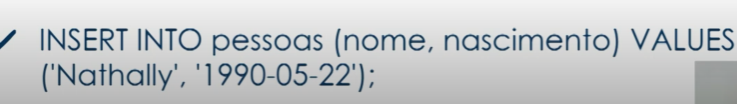 INSERT INTO pessoas (nome, nascimento) VALUES
('Nathally', '1990-05-22');